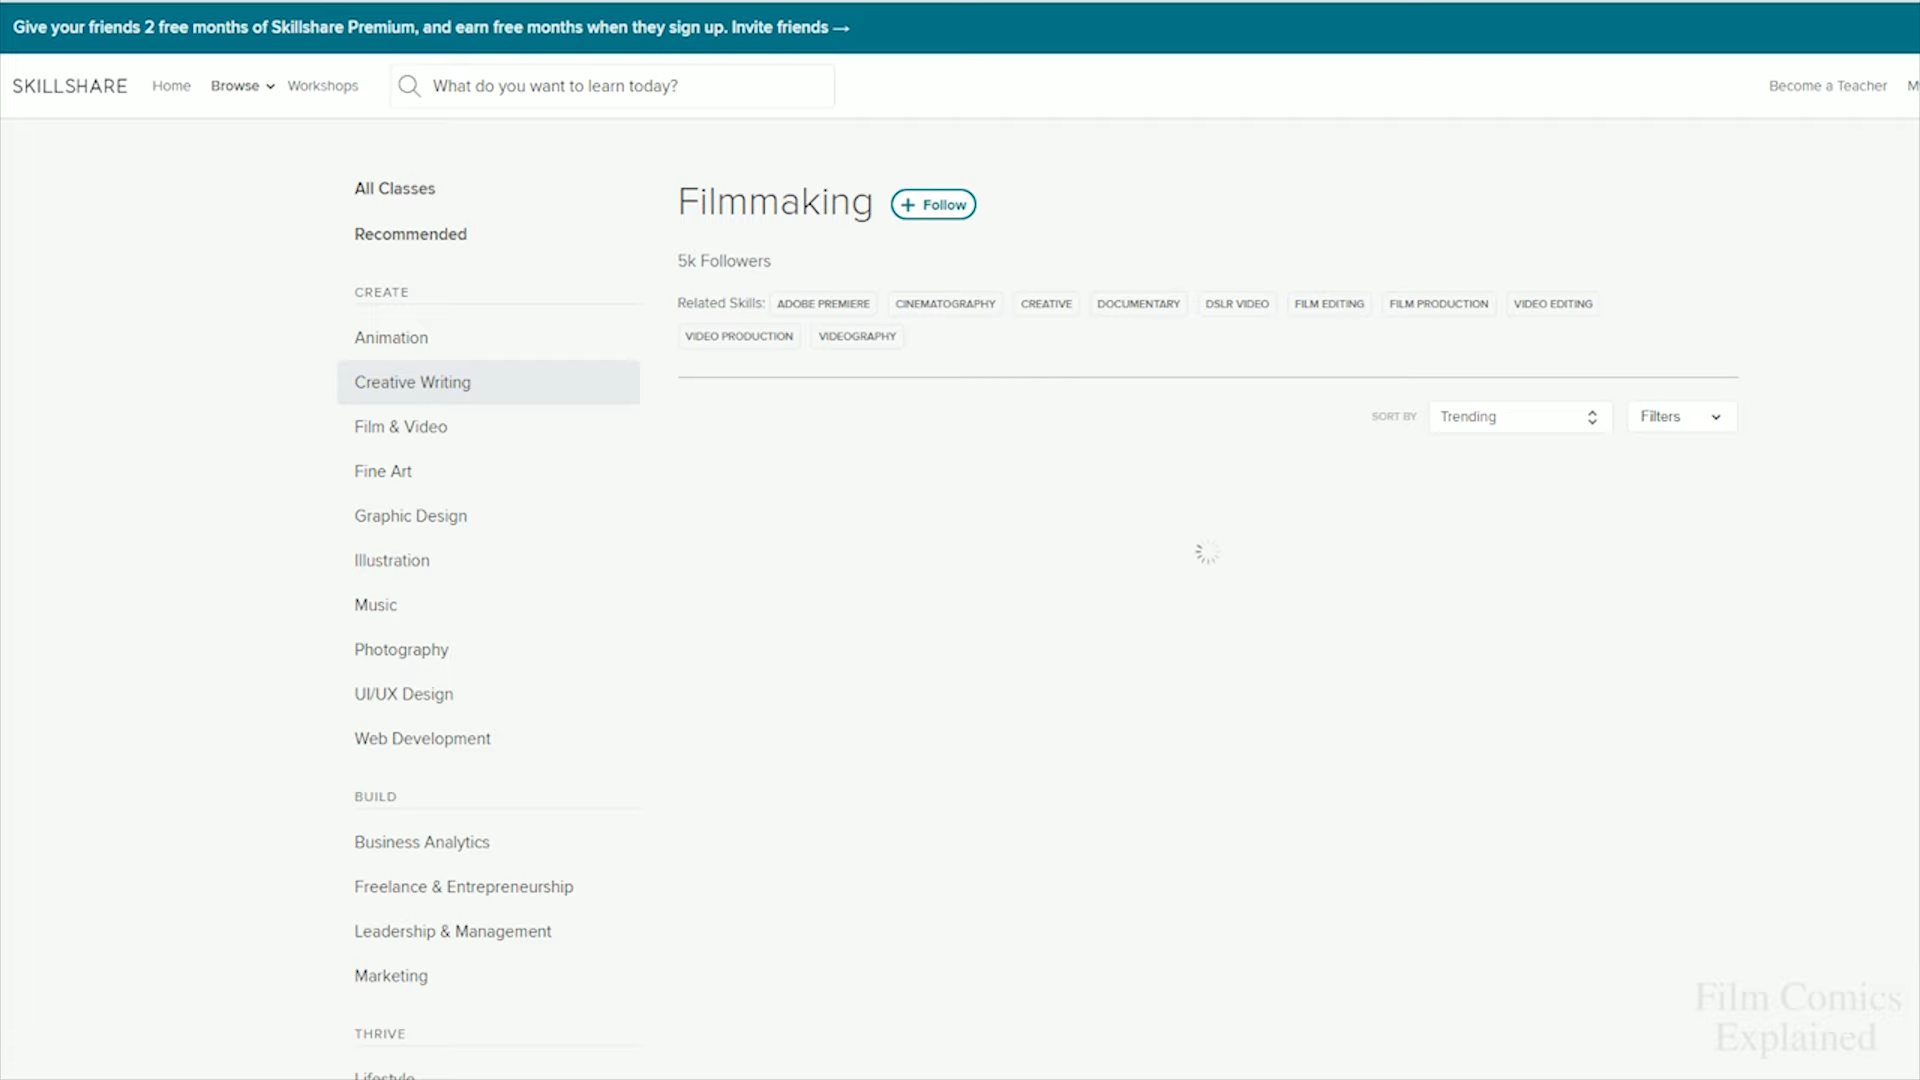 Give your friends 2 free months of Skillshare Premium, and earn free months when they sign up. Invite friends →
SKILLSHARE Home Browse Workshops What do you want to learn today? Become a Teacher
All Classes
Recommended
CREATE
Animation
Creative Writing
Film & Video
Fine Art
Graphic Design
Illustration
Music
Photography
UI/UX Design
Web Development
BUILD
Business Analytics
Freelance & Entrepreneurship
Leadership & Management
Marketing
THRIVE
Lifestyle
Filmmaking + Follow
5k Followers
Related Skills: ADOBE PREMIERE CINEMATOGRAPHY CREATIVE DOCUMENTARY DSLR VIDEO FILM EDITING FILM PRODUCTION VIDEO EDITING
VIDEO PRODUCTION VIDEOGRAPHY
SORT BY Trending Filters
Film Comics
Explained